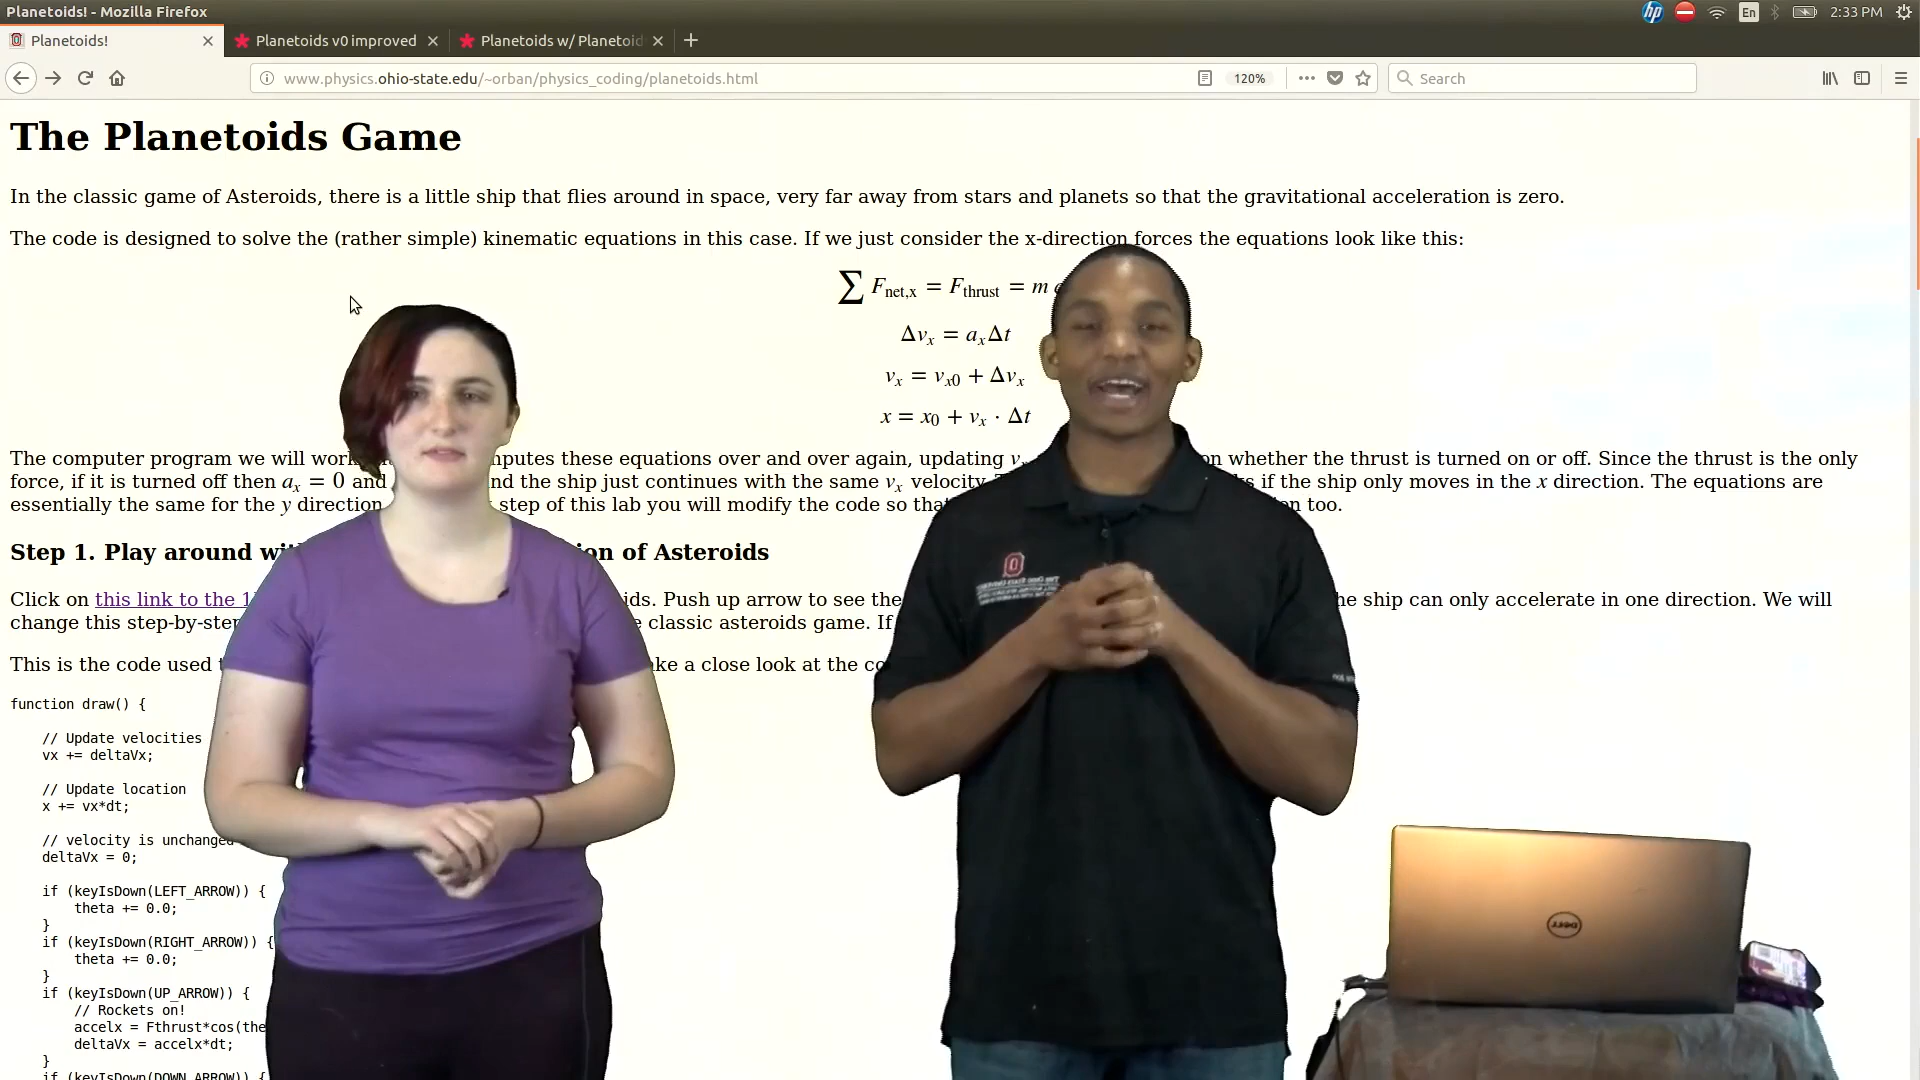 Planetoids! - Mozilla Firefox
hp
En
2:33 PM
Planetoids!
Planetoids v0 improved
Planetoids w/ Planetoid
www.physics.ohio-state.edu/~orban/physics_coding/planetoids.html
120%
Search
The Planetoids Game
In the classic game of Asteroids, there is a little ship that flies around in space, very far away from stars and planets so that the gravitational acceleration is zero.
The code is designed to solve the (rather simple) kinematic equations in this case. If we just consider the x-direction forces the equations look like this:
∑ F_net,x = F_thrust = m
Δv_x = a_x Δt
v_x = v_x0 + Δv_x
x = x_0 + v_x · Δt
The computer program we will work mputes these equations over and over again, updating v n whether the thrust is turned on or off. Since the thrust is the only
force, if it is turned off then a_x = 0 and nd the ship just continues with the same v_x velocity s if the ship only moves in the x direction. The equations are
essentially the same for the y direction step of this lab you will modify the code so tha on too.
Step 1. Play around wi ion of Asteroids
Click on this link to the 1 ids. Push up arrow to see the he ship can only accelerate in one direction. We will
change this step-by-step e classic asteroids game. If
This is the code used ake a close look at the co
function draw() {
// Update velocities
vx += deltaVx;
// Update location
x += vx*dt;
// velocity is unchanged
deltaVx = 0;
if (keyIsDown(LEFT_ARROW)) {
theta += 0.0;
}
if (keyIsDown(RIGHT_ARROW)) {
theta += 0.0;
}
if (keyIsDown(UP_ARROW)) {
// Rockets on!
accelx = Fthrust*cos(the
deltaVx = accelx*dt;
}
if (keyIsDown(DOWN_ARROW)) {
DELL